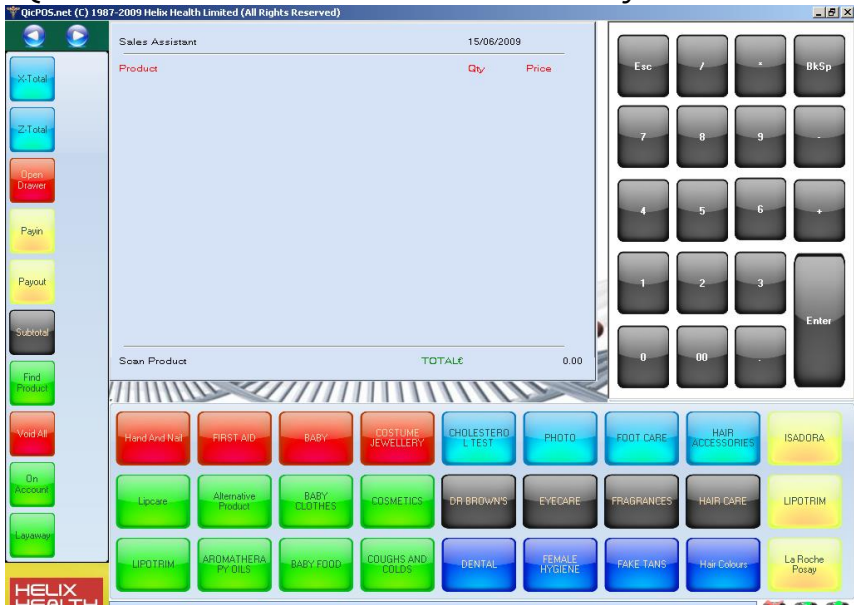 QicPOS.net (C) 1987-2009 Helix Health Limited (All Rights Reserved)
Sales Assistant 15/06/2009
Product Qty Price
Scan Product TOTAL€ 0.00
X-Total
Z-Total
Open
Drawer
Payin
Payout
Subtotal
Find
Product
Void All
On
Account
Layaway
HELIX
HEALTH
Esc / * BkSp
7 8 9 -
4 5 6 +
1 2 3
Enter
0 00 .
Hand And Nail
FIRST AID
BABY
COSTUME
JEWELLERY
CHOLESTERO
L TEST
PHOTO
FOOT CARE
HAIR
ACCESSORIES
ISADORA
Lipcare
Alternative
Product
BABY
CLOTHES
COSMETICS
DR BROWN'S
EYECARE
FRAGRANCES
HAIR CARE
LIPOTRIM
LIPOTRIM
AROMATHERA
PY OILS
BABY FOOD
COUGHS AND
COLDS
DENTAL
FEMALE
HYGIENE
FAKE TANS
Hair Colours
La Roche
Posay